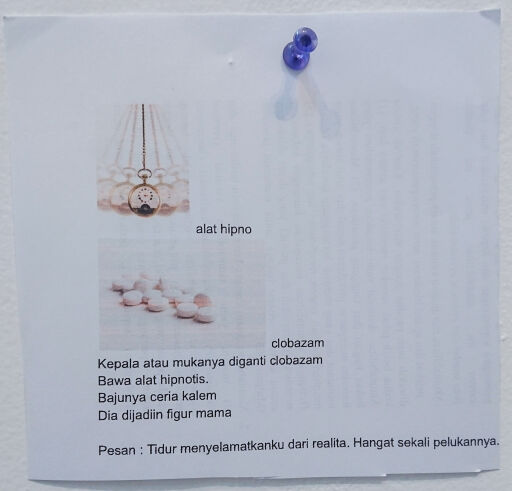 alat hipno
clobazam
Kepala atau mukanya diganti clobazam
Bawa alat hipnotis.
Bajunya ceria kalem
Dia dijadiin figur mama
Pesan : Tidur menyelamatkanku dari realita. Hangat sekali pelukannya.